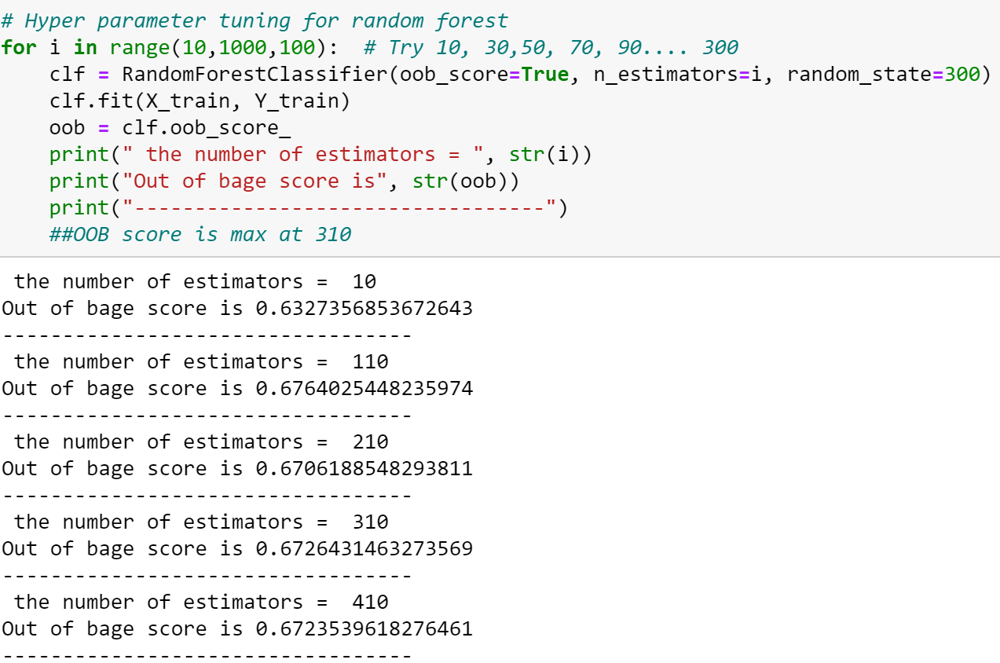 # Hyper parameter tuning for random forest
for i in range(10,1000,100):  # Try 10, 30,50, 70, 90.... 300
    clf = RandomForestClassifier(oob_score=True, n_estimators=i, random_state=300)
    clf.fit(X_train, Y_train)
    oob = clf.oob_score_
    print(" the number of estimators = ", str(i))
    print("Out of bage score is", str(oob))
    print("----------------------------------")
    ##OOB score is max at 310
 the number of estimators =  10
Out of bage score is 0.6327356853672643
----------------------------------
 the number of estimators =  110
Out of bage score is 0.6764025448235974
----------------------------------
 the number of estimators =  210
Out of bage score is 0.6706188548293811
----------------------------------
 the number of estimators =  310
Out of bage score is 0.6726431463273569
----------------------------------
 the number of estimators =  410
Out of bage score is 0.6723539618276461
----------------------------------